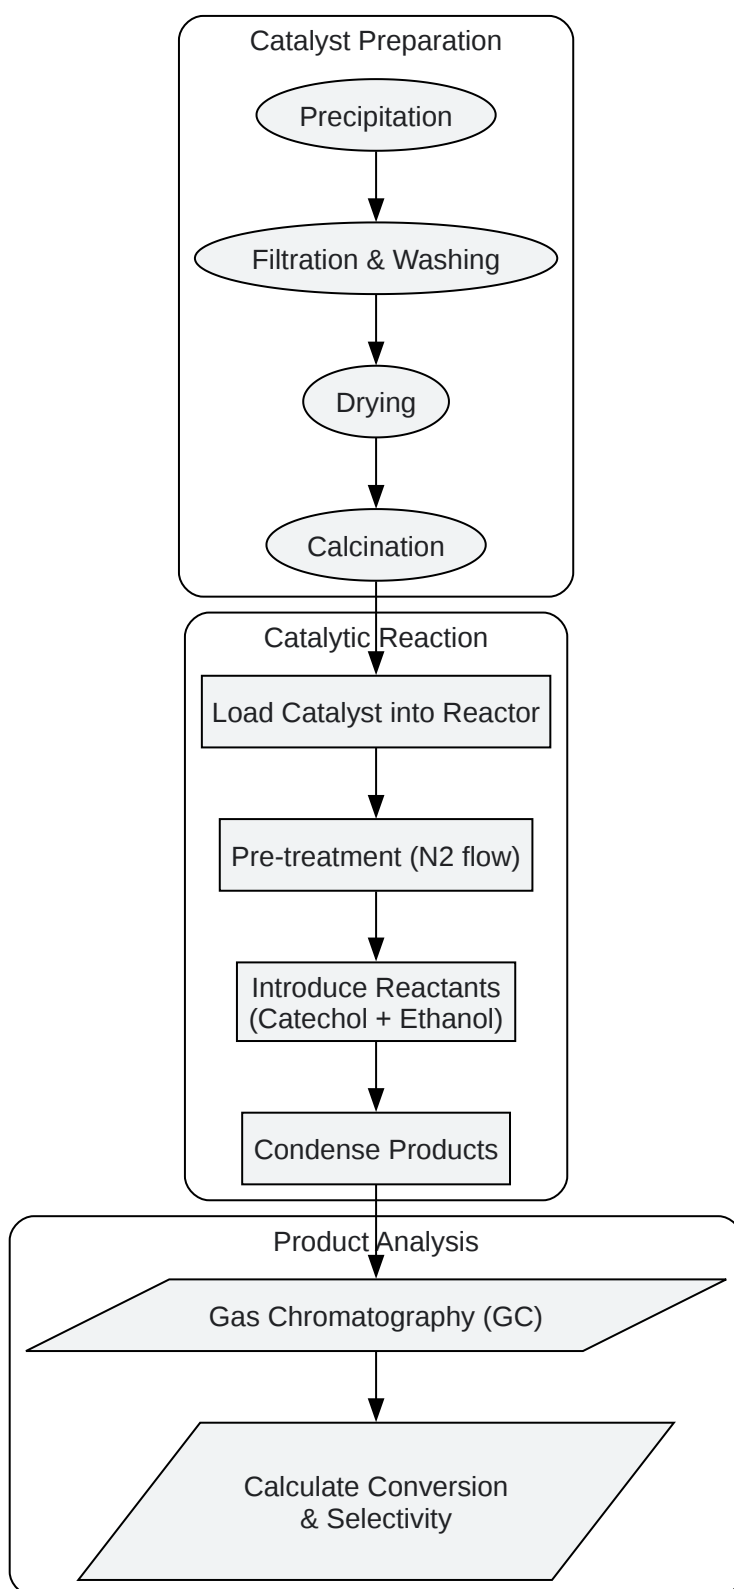 Catalyst Preparation
Precipitation
Filtration & Washing
Drying
Calcination
Catalytic Reaction
Load Catalyst into Reactor
Pre-treatment (N2 flow)
Introduce Reactants
(Catechol + Ethanol)
Condense Products
Product Analysis
Gas Chromatography (GC)
Calculate Conversion
& Selectivity